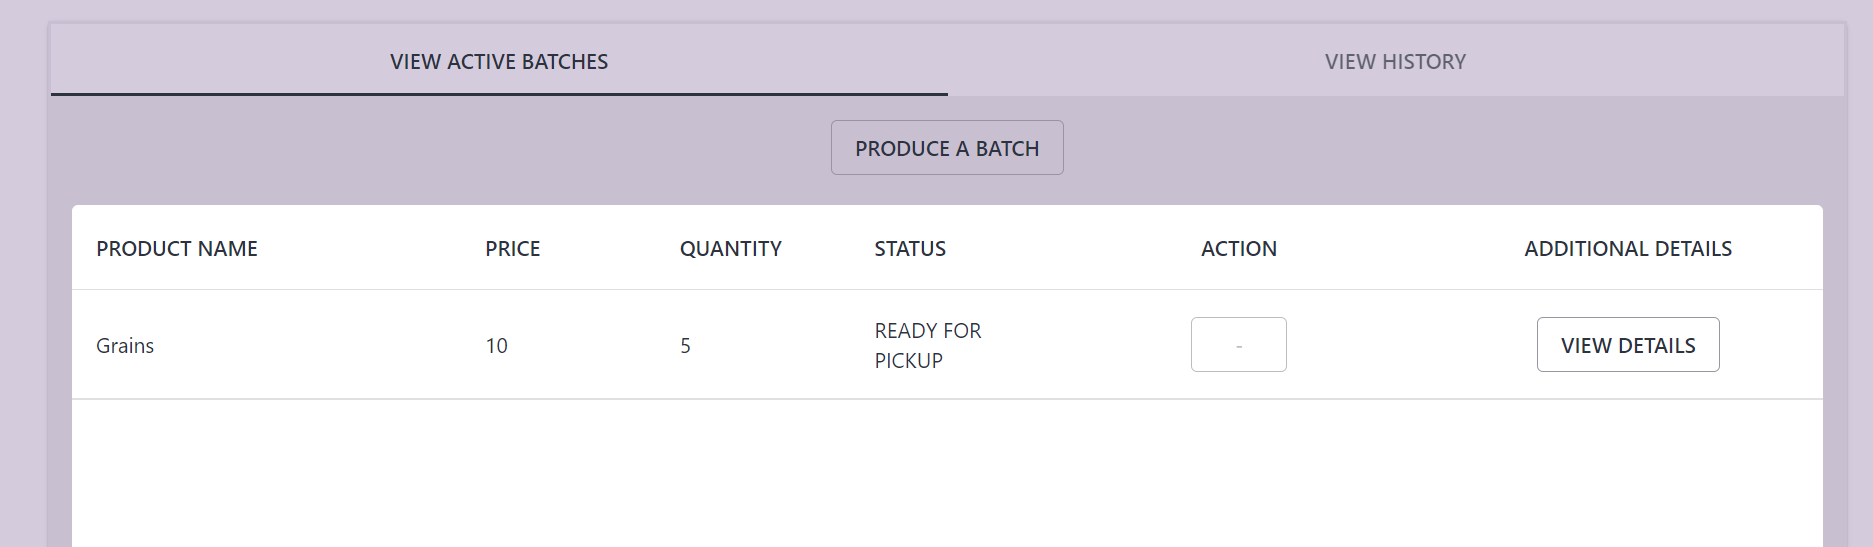 VIEW ACTIVE BATCHES VIEW HISTORY
PRODUCE A BATCH
PRODUCT NAME PRICE QUANTITY STATUS ACTION ADDITIONAL DETAILS
Grains 10 5 READY FOR PICKUP - VIEW DETAILS